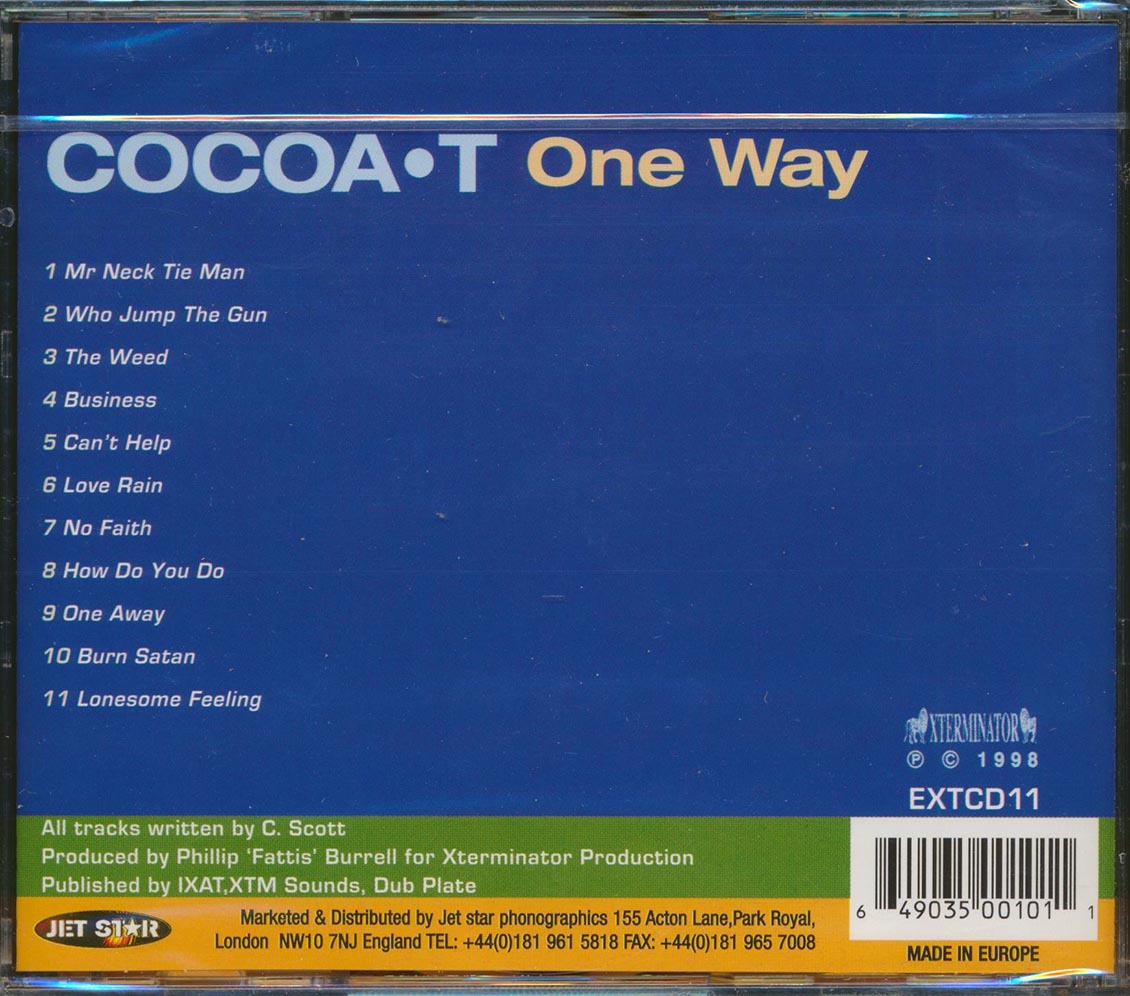 COCOA•T One Way
1 Mr Neck Tie Man
2 Who Jump The Gun
3 The Weed
4 Business
5 Can't Help
6 Love Rain
7 No Faith
8 How Do You Do
9 One Away
10 Burn Satan
11 Lonesome Feeling
XTERMINATOR
℗ © 1998
EXTCD11
All tracks written by C. Scott
Produced by Phillip ‘Fattis’ Burrell for Xterminator Production
Published by IXAT,XTM Sounds, Dub Plate
JET STAR
Marketed & Distributed by Jet star phonographics 155 Acton Lane,Park Royal,
London NW10 7NJ England TEL: +44(0)181 961 5818 FAX: +44(0)181 965 7008
6 49035 00101 1
MADE IN EUROPE